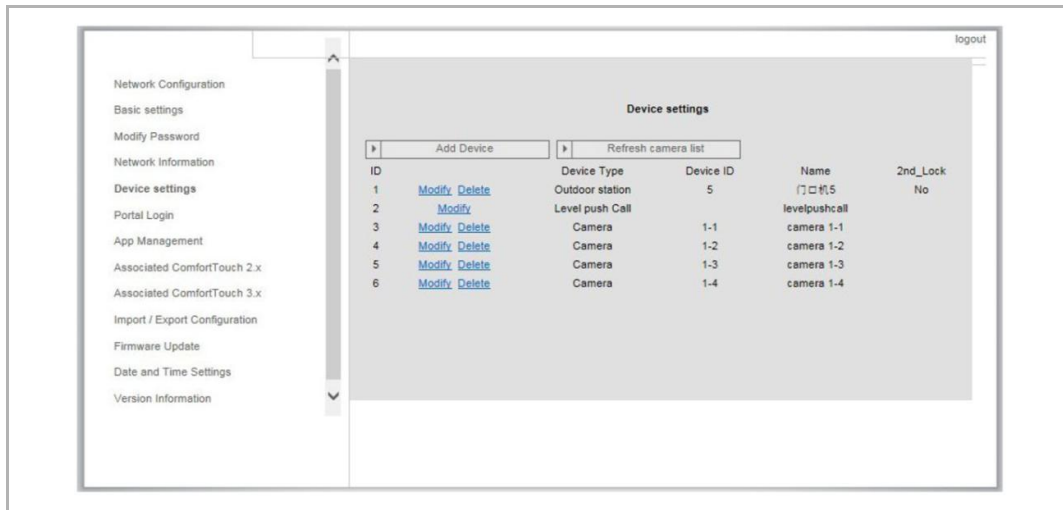 logout
Network Configuration
Basic settings
Modify Password
Network Information
Device settings
Portal Login
App Management
Associated ComfortTouch 2.x
Associated ComfortTouch 3.x
Import / Export Configuration
Firmware Update
Date and Time Settings
Version Information
Device settings
Add Device Refresh camera list
ID Device Type Device ID Name 2nd_Lock
1 Modify Delete Outdoor station 5 门口机5 No
2 Modify Level push Call levelpushcall
3 Modify Delete Camera 1-1 camera 1-1
4 Modify Delete Camera 1-2 camera 1-2
5 Modify Delete Camera 1-3 camera 1-3
6 Modify Delete Camera 1-4 camera 1-4